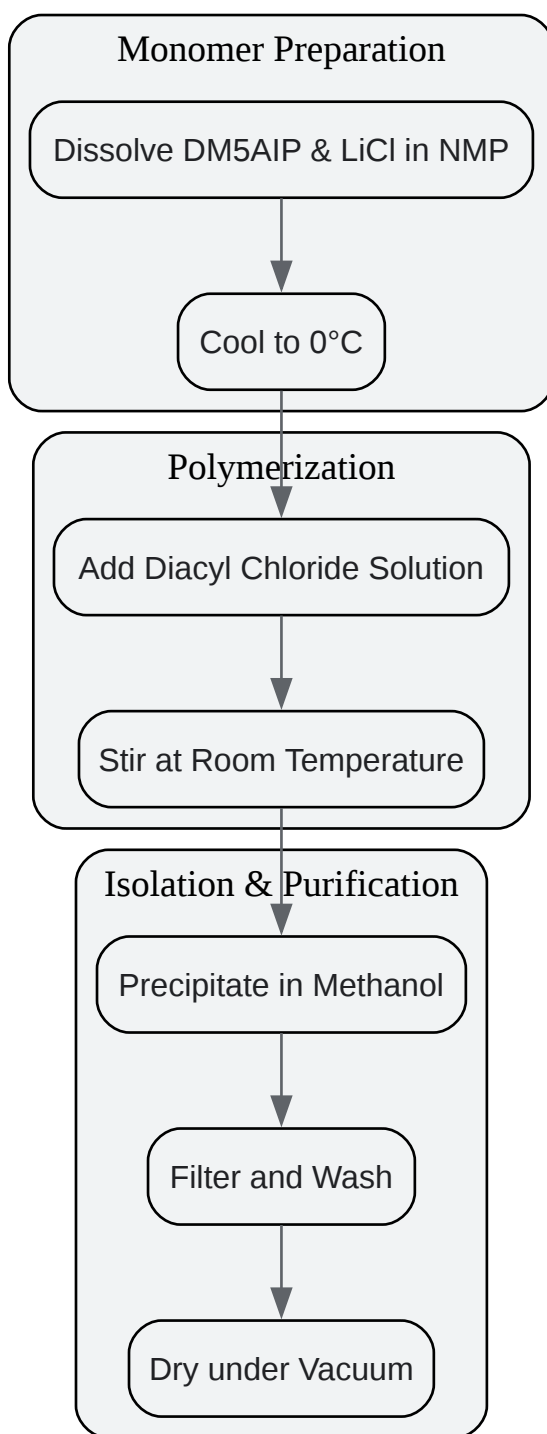 Monomer Preparation
Dissolve DM5AIP & LiCl in NMP
Cool to 0°C
Polymerization
Add Diacyl Chloride Solution
Stir at Room Temperature
Isolation & Purification
Precipitate in Methanol
Filter and Wash
Dry under Vacuum